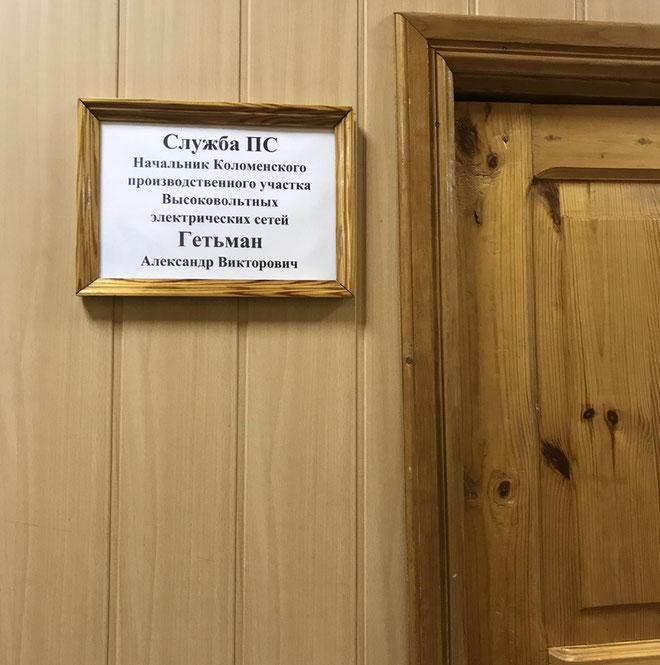 Служба ПС
Начальник Коломенского
производственного участка
Высоковольтных
электрических сетей
Гетьман
Александр Викторович